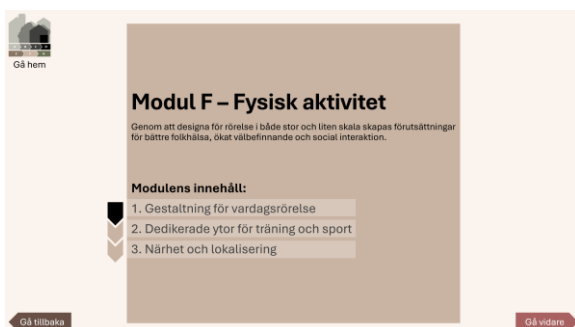 Gå hem
Modul F – Fysisk aktivitet
Genom att designa för rörelse i både stor och liten skala skapas förutsättningar
för bättre folkhälsa, ökat välbefinnande och social interaktion.
Modulens innehåll:
1. Gestaltning för vardagsrörelse
2. Dedikerade ytor för träning och sport
3. Närhet och lokalisering
Gå tillbaka
Gå vidare